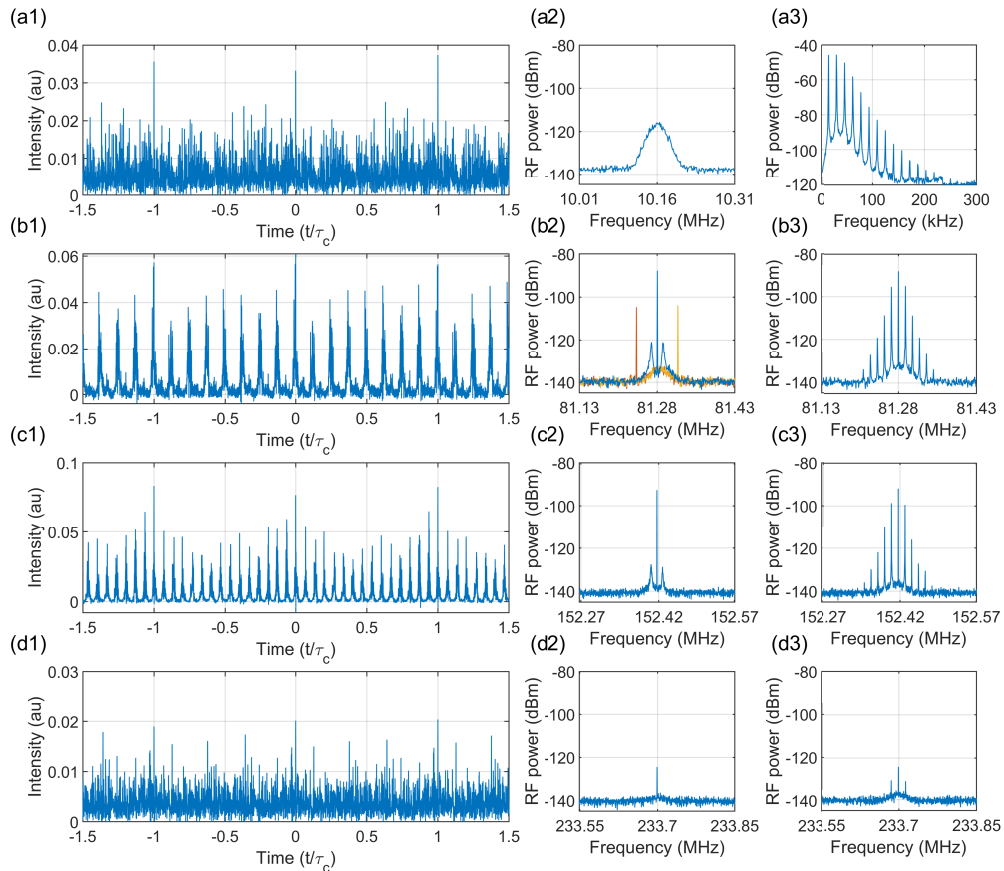 (a1) (a2) (a3)
0.04
0.03
0.02
0.01
0
Intensity (au)
-1.5 -1 -0.5 0 0.5 1 1.5
Time (t/τc)
-80
-100
-120
-140
RF power (dBm)
10.01 10.16 10.31
Frequency (MHz)
-40
-60
-80
-100
-120
RF power (dBm)
0 100 200 300
Frequency (kHz)
(b1) (b2) (b3)
0.06
0.04
0.02
0
Intensity (au)
-1.5 -1 -0.5 0 0.5 1 1.5
Time (t/τc)
-80
-100
-120
-140
RF power (dBm)
81.13 81.28 81.43
Frequency (MHz)
-80
-100
-120
-140
RF power (dBm)
81.13 81.28 81.43
Frequency (MHz)
(c1) (c2) (c3)
0.1
0.05
0
Intensity (au)
-1.5 -1 -0.5 0 0.5 1 1.5
Time (t/τc)
-80
-100
-120
-140
RF power (dBm)
152.27 152.42 152.57
Frequency (MHz)
-80
-100
-120
-140
RF power (dBm)
152.27 152.42 152.57
Frequency (MHz)
(d1) (d2) (d3)
0.03
0.02
0.01
0
Intensity (au)
-1.5 -1 -0.5 0 0.5 1 1.5
Time (t/τc)
-80
-100
-120
-140
RF power (dBm)
233.55 233.7 233.85
Frequency (MHz)
-80
-100
-120
-140
RF power (dBm)
233.55 233.7 233.85
Frequency (MHz)